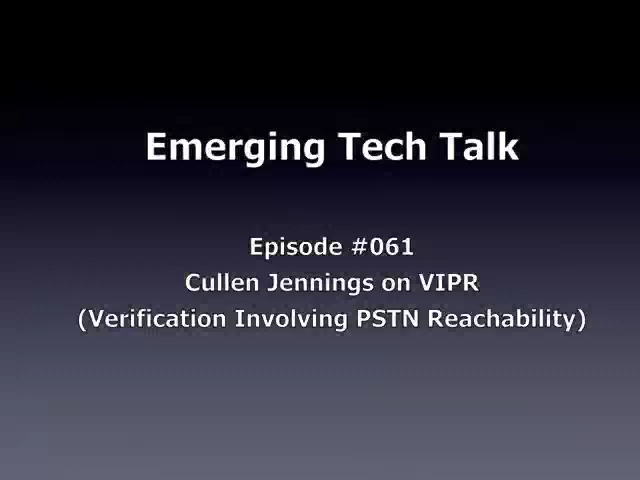 Emerging Tech Talk
Episode #061
Cullen Jennings on VIPR
(Verification Involving PSTN Reachability)